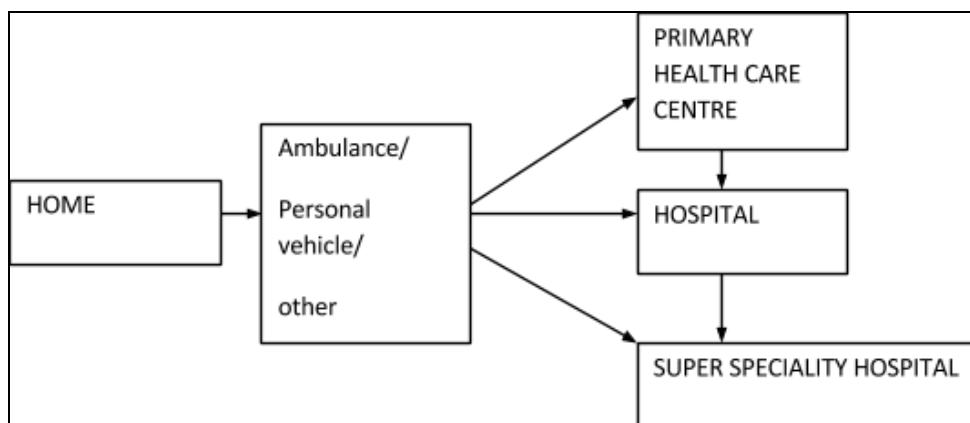 HOME
Ambulance/
Personal
vehicle/
other
PRIMARY
HEALTH CARE
CENTRE
HOSPITAL
SUPER SPECIALITY HOSPITAL